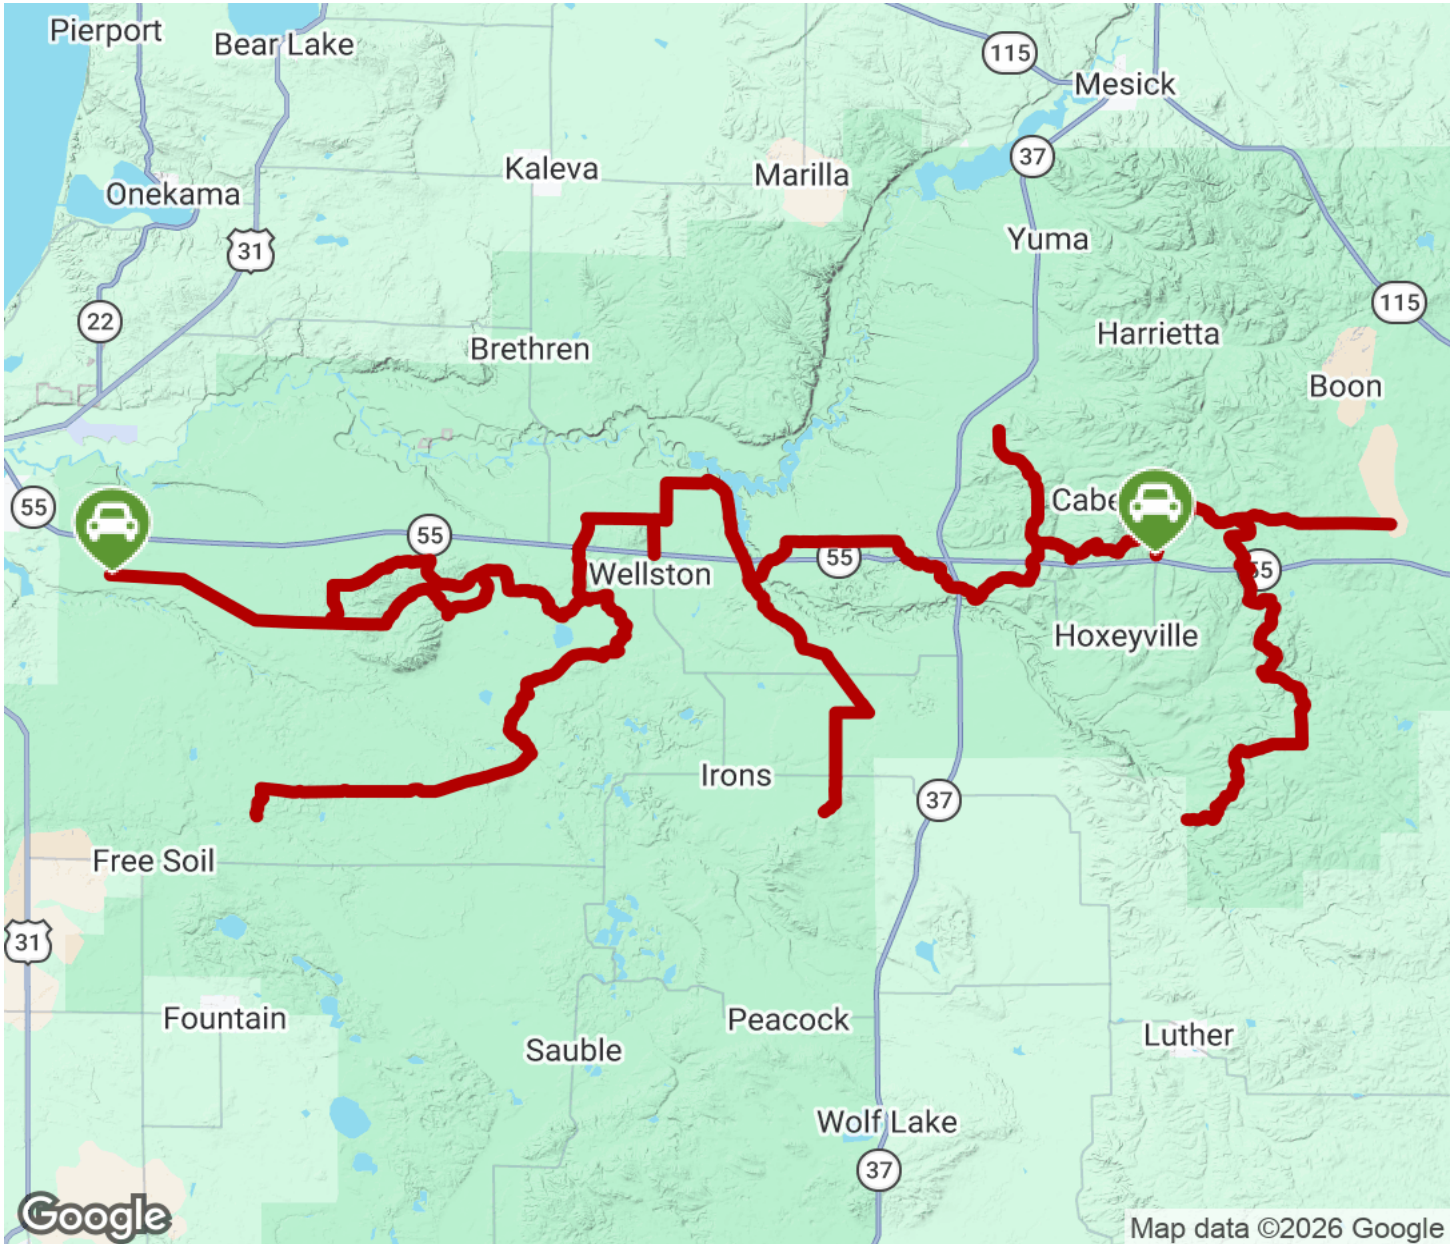 Pierport
Bear Lake
115
Mesick
37
Kaleva
Marilla
Onekama
Yuma
31
115
22
Harrietta
Brethren
Boon
55
Cabe
55
55
55
Wellston
Hoxeyville
Irons
37
Free Soil
31
Fountain
Peacock
Luther
Sauble
Wolf Lake
37
Google
Map data ©2026 Google